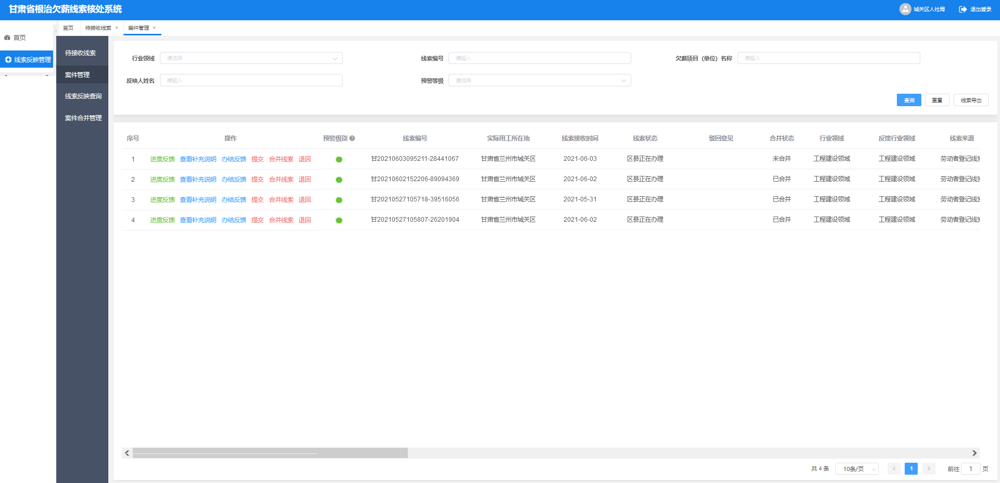 甘肃省根治欠薪线索核处系统
城关区人社局
退出登录
首页 待接收线索 × 案件管理 ×
首页
线索反映管理
待接收线索
案件管理
线索反映查询
案件合并管理
行业领域 请选择 线索编号 请输入 欠薪项目（单位）名称 请输入
反映人姓名 请输入 预警等级 请选择
查询 重置 线索导出
序号 操作 预警级别 线索编号 实际用工所在地 线索接收时间 线索状态 驳回意见 合并状态 行业领域 反馈行业领域 线索来源
1 进度反馈 查看补充说明 办结反馈 提交 合并线索 退回 甘20210603095211-28441067 甘肃省兰州市城关区 2021-06-03 区县正在办理 未合并 工程建设领域 工程建设领域 劳动者登记线
2 进度反馈 查看补充说明 办结反馈 提交 合并线索 退回 甘20210602152206-89094369 甘肃省兰州市城关区 2021-06-02 区县正在办理 已合并 工程建设领域 工程建设领域 劳动者登记线
3 进度反馈 查看补充说明 办结反馈 提交 合并线索 退回 甘20210527105718-39516056 甘肃省兰州市城关区 2021-05-31 区县正在办理 已合并 工程建设领域 工程建设领域 劳动者登记线
4 进度反馈 查看补充说明 办结反馈 提交 合并线索 退回 甘20210527105807-26201904 甘肃省兰州市城关区 2021-06-02 区县正在办理 已合并 工程建设领域 工程建设领域 劳动者登记线
共 4 条 10条/页 1 前往 1 页